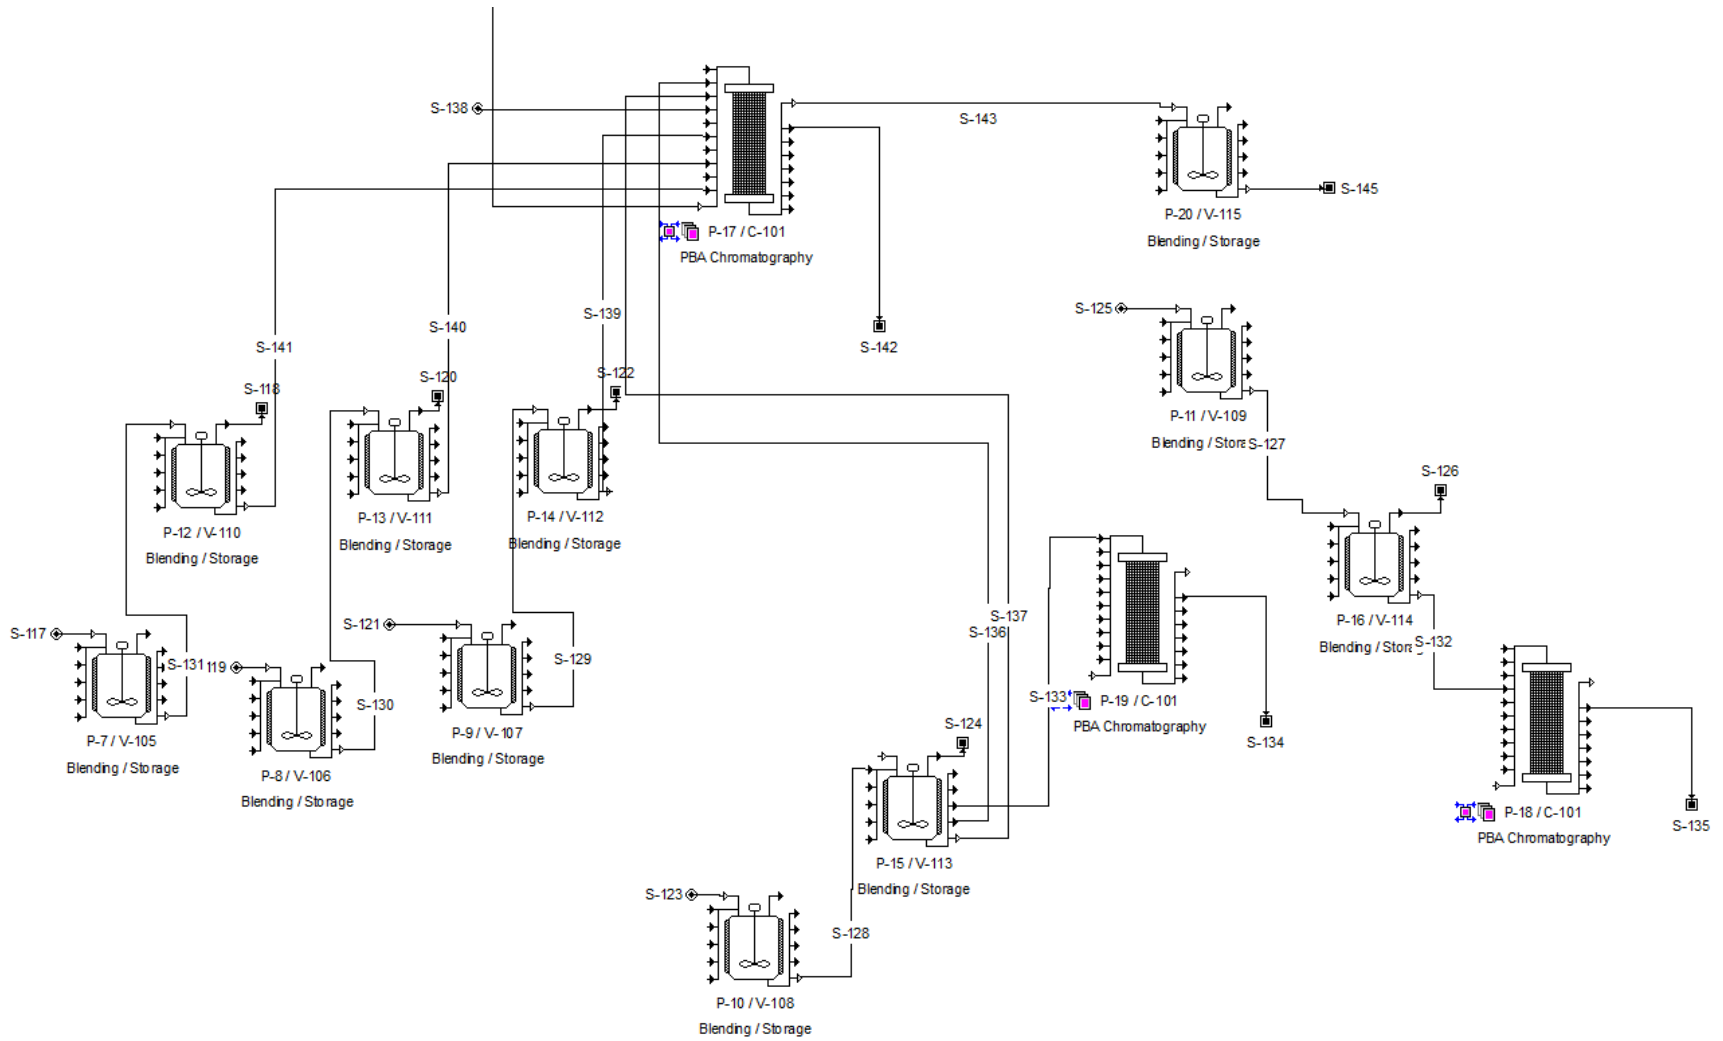 S-138
S-143
S-145
P-20 / V-115
Blending / Storage
P-17 / C-101
PBA Chromatography
S-139
S-125
S-140
S-141
S-142
S-122
S-120
S-118
P-11 / V-109
Blending / Stora
S-127
S-126
P-14 / V-112
Blending / Storage
P-13 / V-111
Blending / Storage
P-12 / V-110
Blending / Storage
S-137
S-136
P-16 / V-114
Blending / Stora
S-132
S-117
S-121
S-129
S-131
119
S-130
S-133
P-19 / C-101
PBA Chromatography
S-124
S-134
P-9 / V-107
Blending / Storage
P-7 / V-105
Blending / Storage
P-8 / V-106
Blending / Storage
P-18 / C-101
PBA Chromatography
S-135
P-15 / V-113
Blending / Storage
S-123
S-128
P-10 / V-108
Blending / Storage